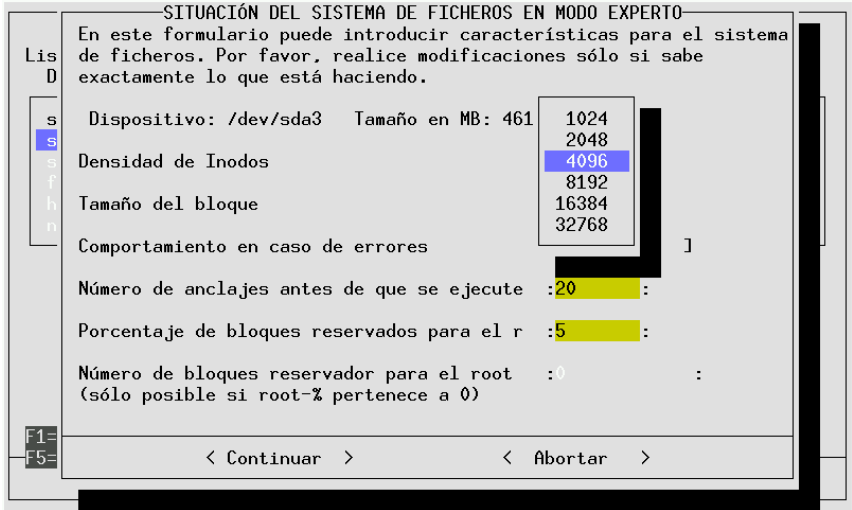 SITUACIÓN DEL SISTEMA DE FICHEROS EN MODO EXPERTO
En este formulario puede introducir características para el sistema
Lis de ficheros. Por favor, realice modificaciones sólo si sabe
D exactamente lo que está haciendo.
s Dispositivo: /dev/sda3 Tamaño en MB: 461 1024
s 2048
s Densidad de Inodos 4096
f 8192
h Tamaño del bloque 16384
n 32768
Comportamiento en caso de errores ]
Número de anclajes antes de que se ejecute :20 :
Porcentaje de bloques reservados para el r :5 :
Número de bloques reservador para el root :0 :
(sólo posible si root-% pertenece a 0)
F1=
F5= < Continuar > < Abortar >